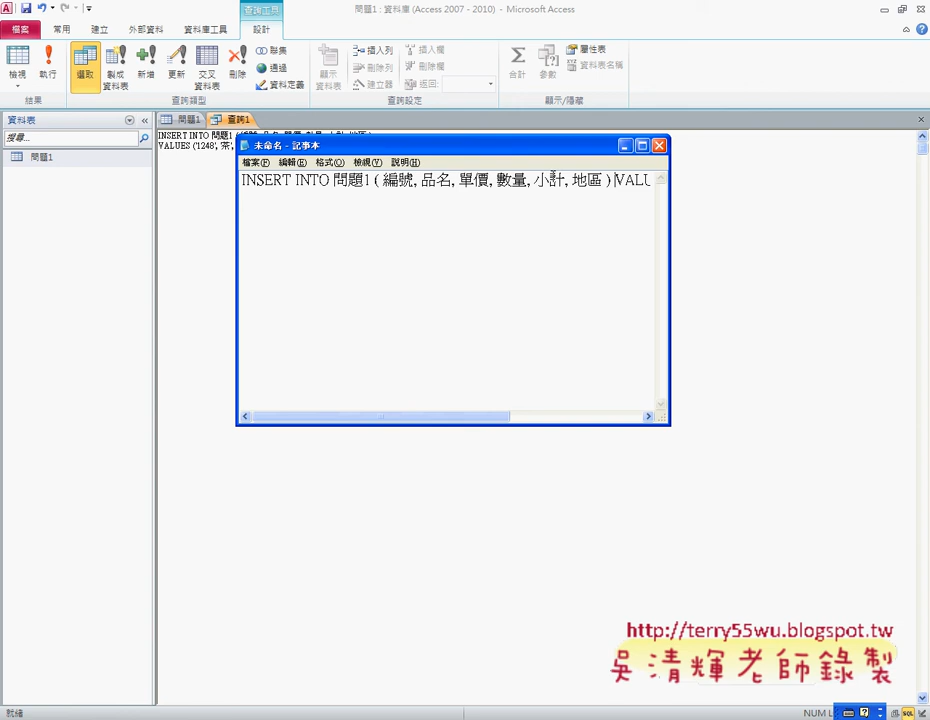 查詢工具
問題1 : 資料庫 (Access 2007 - 2010) - Microsoft Access
檔案 常用 建立 外部資料 資料庫工具 設計
檢視 執行 選取 製成資料表 新增 更新 交叉資料表 刪除
聯集
通過
資料定義
顯示資料表
插入列
刪除列
建立器
插入欄
刪除欄
返回:
合計 參數
屬性表
資料表名稱
結果 查詢類型 查詢設定 顯示/隱藏
資料表 «
搜尋...
問題1
問題1 查詢1
INSERT INTO 問題1
VALUES ('1248', '茶',
未命名 - 記事本
檔案(F) 編輯(E) 格式(O) 檢視(V) 說明(H)
INSERT INTO 問題1 ( 編號, 品名, 單價, 數量, 小計, 地區 ) VALU
http://terry55wu.blogspot.tw
吳清輝老師錄製
就緒
NUM L
SQL